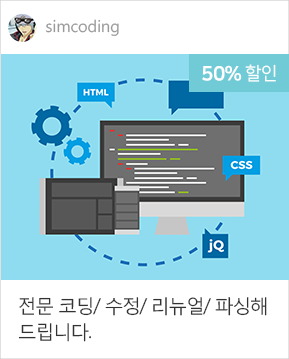 simcoding
50% 할인
HTML
CSS
jQ
전문 코딩/ 수정/ 리뉴얼/ 파싱해
드립니다.